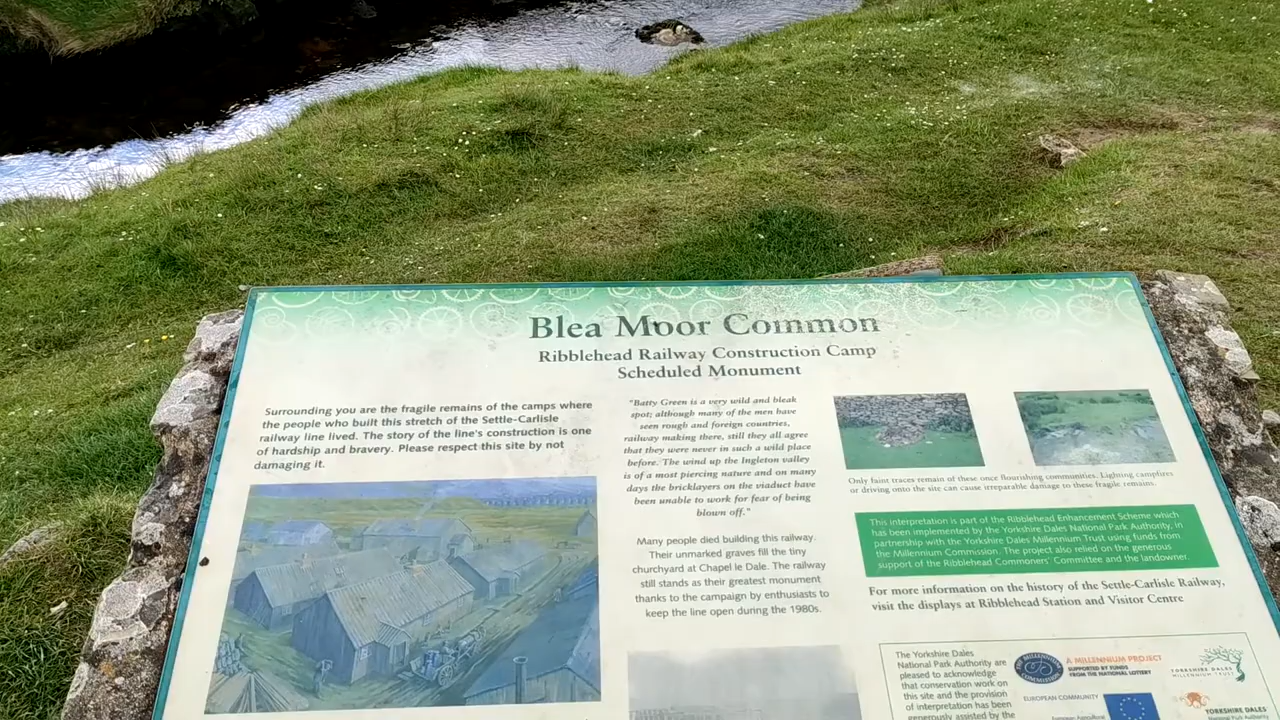 Blea Moor Common
Ribblehead Railway Construction Camp
Scheduled Monument
Surrounding you are the fragile remains of the camps where
the people who built this stretch of the Settle-Carlisle
railway line lived. The story of the line's construction is one
of hardship and bravery. Please respect this site by not
damaging it.
"Batty Green is a very wild and bleak
spot; although many of the men have
seen rough and foreign countries,
railway making there, still they all agree
that they were never in such a wild place
before. The wind up the Ingleton valley
is of a most piercing nature and on many
days the bricklayers on the viaduct have
been unable to work for fear of being
blown off."
Many people died building this railway.
Their unmarked graves fill the tiny
churchyard at Chapel le Dale. The railway
still stands as their greatest monument
thanks to the campaign by enthusiasts to
keep the line open during the 1980s.
Only faint traces remain of these once flourishing communities. Lighting campfires
or driving onto the site can cause irreparable damage to these fragile remains.
This interpretation is part of the Ribblehead Enhancement Scheme which
has been implemented by the Yorkshire Dales National Park Authority, in
partnership with the Yorkshire Dales Millennium Trust using funds from
the Millennium Commission. The project also relied on the generous
support of the Ribblehead Commoners' Committee and the landowner.
For more information on the history of the Settle-Carlisle Railway,
visit the displays at Ribblehead Station and Visitor Centre
The Yorkshire Dales
National Park Authority are
pleased to acknowledge
that conservation work on
this site and the provision
of interpretation has been
generously assisted by the
THE MILLENNIUM
COMMISSION
A MILLENNIUM PROJECT
SUPPORTED BY FUNDS
FROM THE NATIONAL LOTTERY
YORKSHIRE DALES
MILLENNIUM TRUST
EUROPEAN COMMUNITY
European Agricultural
YORKSHIRE DALES
National Park Authority